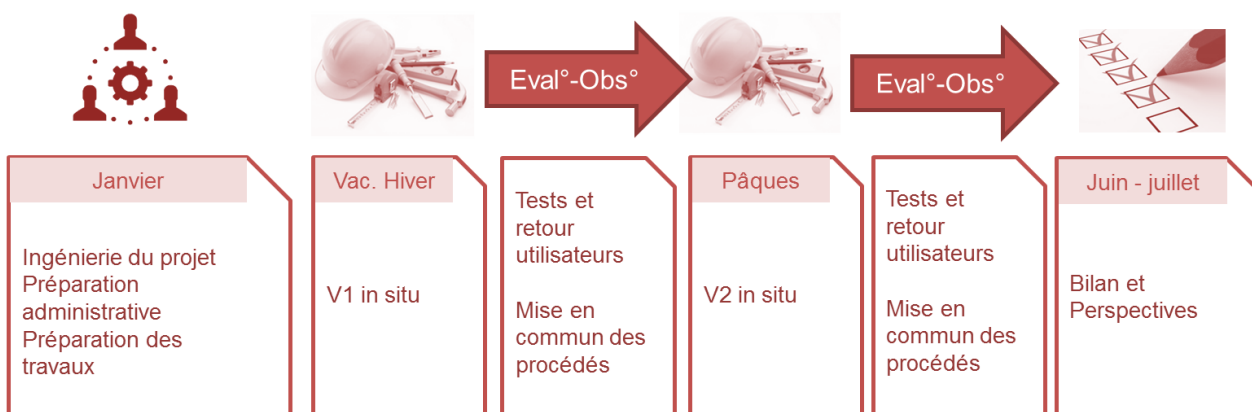 Eval°-Obs°
Eval°-Obs°
Janvier
Ingénierie du projet
Préparation
administrative
Préparation des
travaux
Vac. Hiver
V1 in situ
Tests et
retour
utilisateurs
Mise en
commun des
procédés
Pâques
V2 in situ
Tests et
retour
utilisateurs
Mise en
commun des
procédés
Juin - juillet
Bilan et
Perspectives